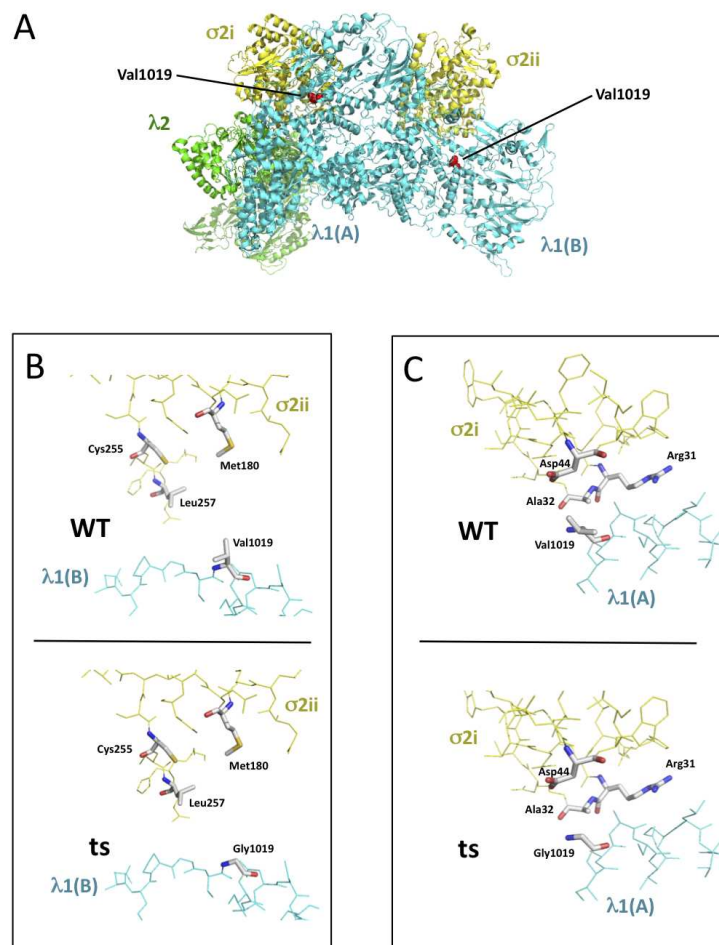 A
σ2i
σ2ii
Val1019
Val1019
λ2
λ1(A)
λ1(B)
B
σ2ii
Cys255
Met180
Leu257
WT
Val1019
λ1(B)
σ2ii
Cys255
Met180
Leu257
ts
Gly1019
λ1(B)
C
σ2i
Asp44
Arg31
Ala32
WT
Val1019
λ1(A)
σ2i
Asp44
Arg31
Ala32
Gly1019
ts
λ1(A)